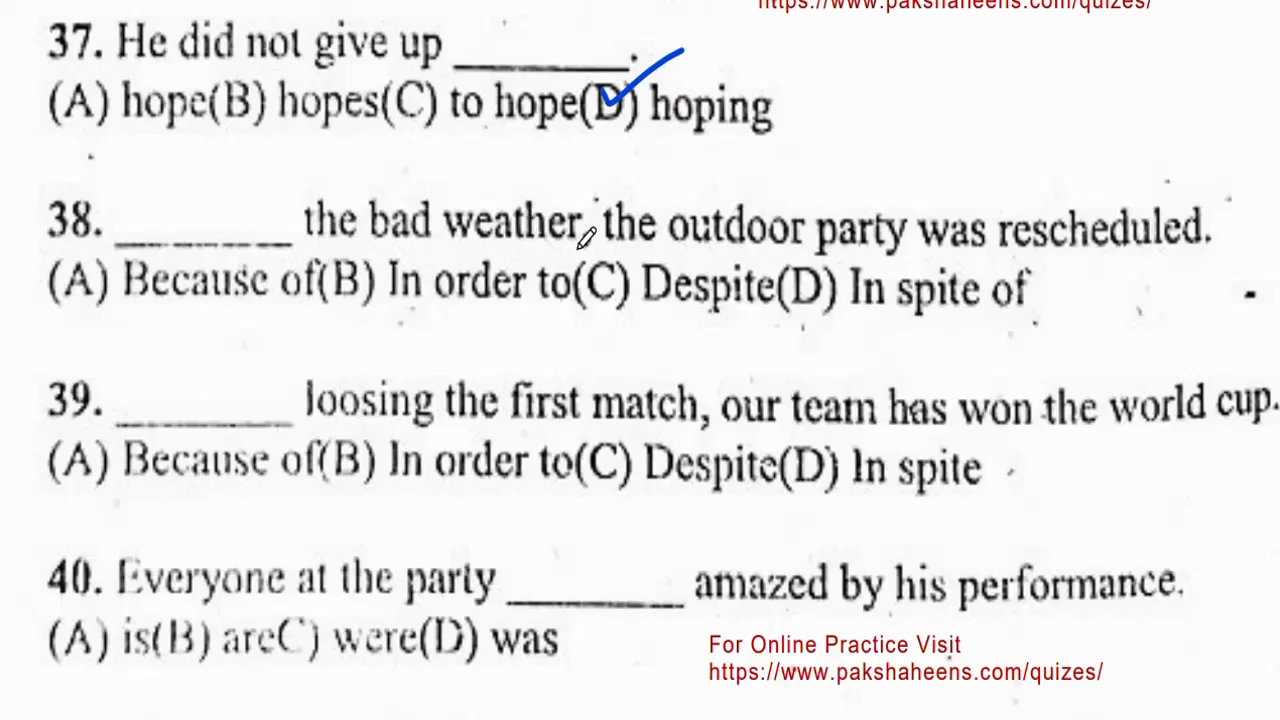 https://www.pakshaheens.com/quizes/
37. He did not give up ________.
(A) hope(B) hopes(C) to hope(D) hoping
38. ________ the bad weather, the outdoor party was rescheduled.
(A) Because of(B) In order to(C) Despite(D) In spite of
39. ________ loosing the first match, our team has won the world cup.
(A) Because of(B) In order to(C) Despite(D) In spite
40. Everyone at the party ________ amazed by his performance.
(A) is(B) areC) were(D) was
For Online Practice Visit
https://www.pakshaheens.com/quizes/